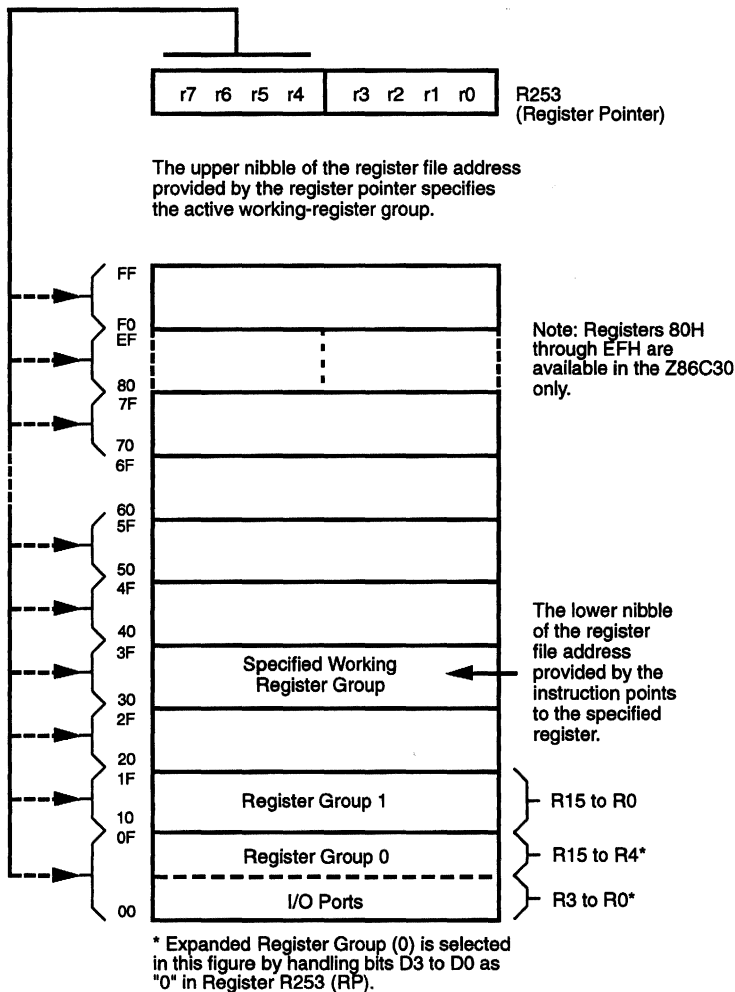 r7 r6 r5 r4 r3 r2 r1 r0
R253
(Register Pointer)
The upper nibble of the register file address
provided by the register pointer specifies
the active working-register group.
FF
F0
EF
80
7F
70
6F
60
5F
50
4F
40
3F
30
2F
20
1F
10
0F
00
Note: Registers 80H
through EFH are
available in the Z86C30
only.
Specified Working
Register Group
The lower nibble
of the register
file address
provided by the
instruction points
to the specified
register.
Register Group 1
R15 to R0
Register Group 0
R15 to R4*
I/O Ports
R3 to R0*
* Expanded Register Group (0) is selected
in this figure by handling bits D3 to D0 as
"0" in Register R253 (RP).